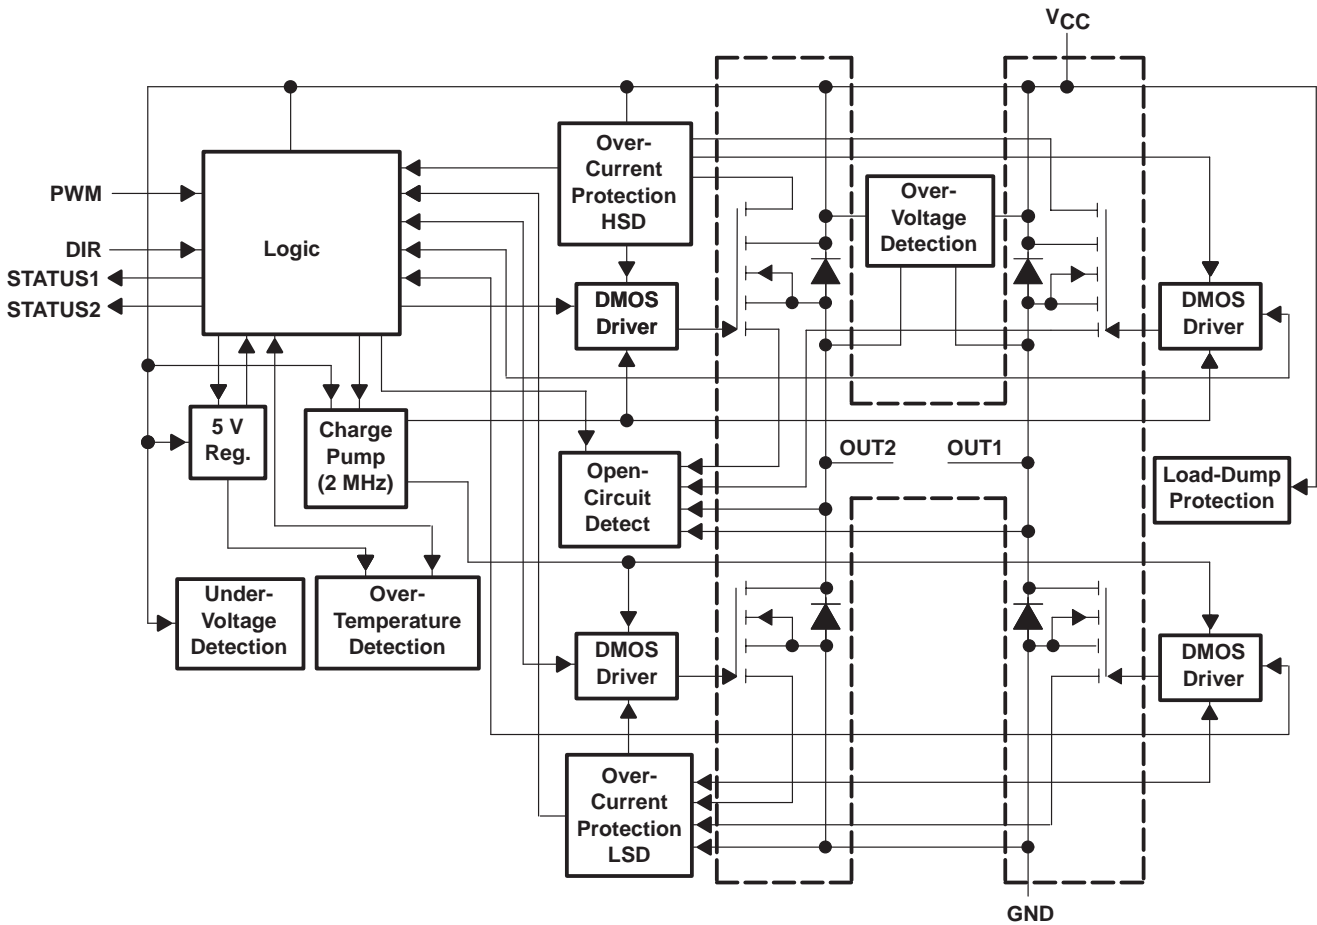 VCC
PWM
DIR
STATUS1
STATUS2
Logic
Over-
Current
Protection
HSD
Over-
Voltage
Detection
DMOS
Driver
DMOS
Driver
5 V
Reg.
Charge
Pump
(2 MHz)
OUT2
OUT1
Open-
Circuit
Detect
Load-Dump
Protection
Under-
Voltage
Detection
Over-
Temperature
Detection
DMOS
Driver
DMOS
Driver
Over-
Current
Protection
LSD
GND